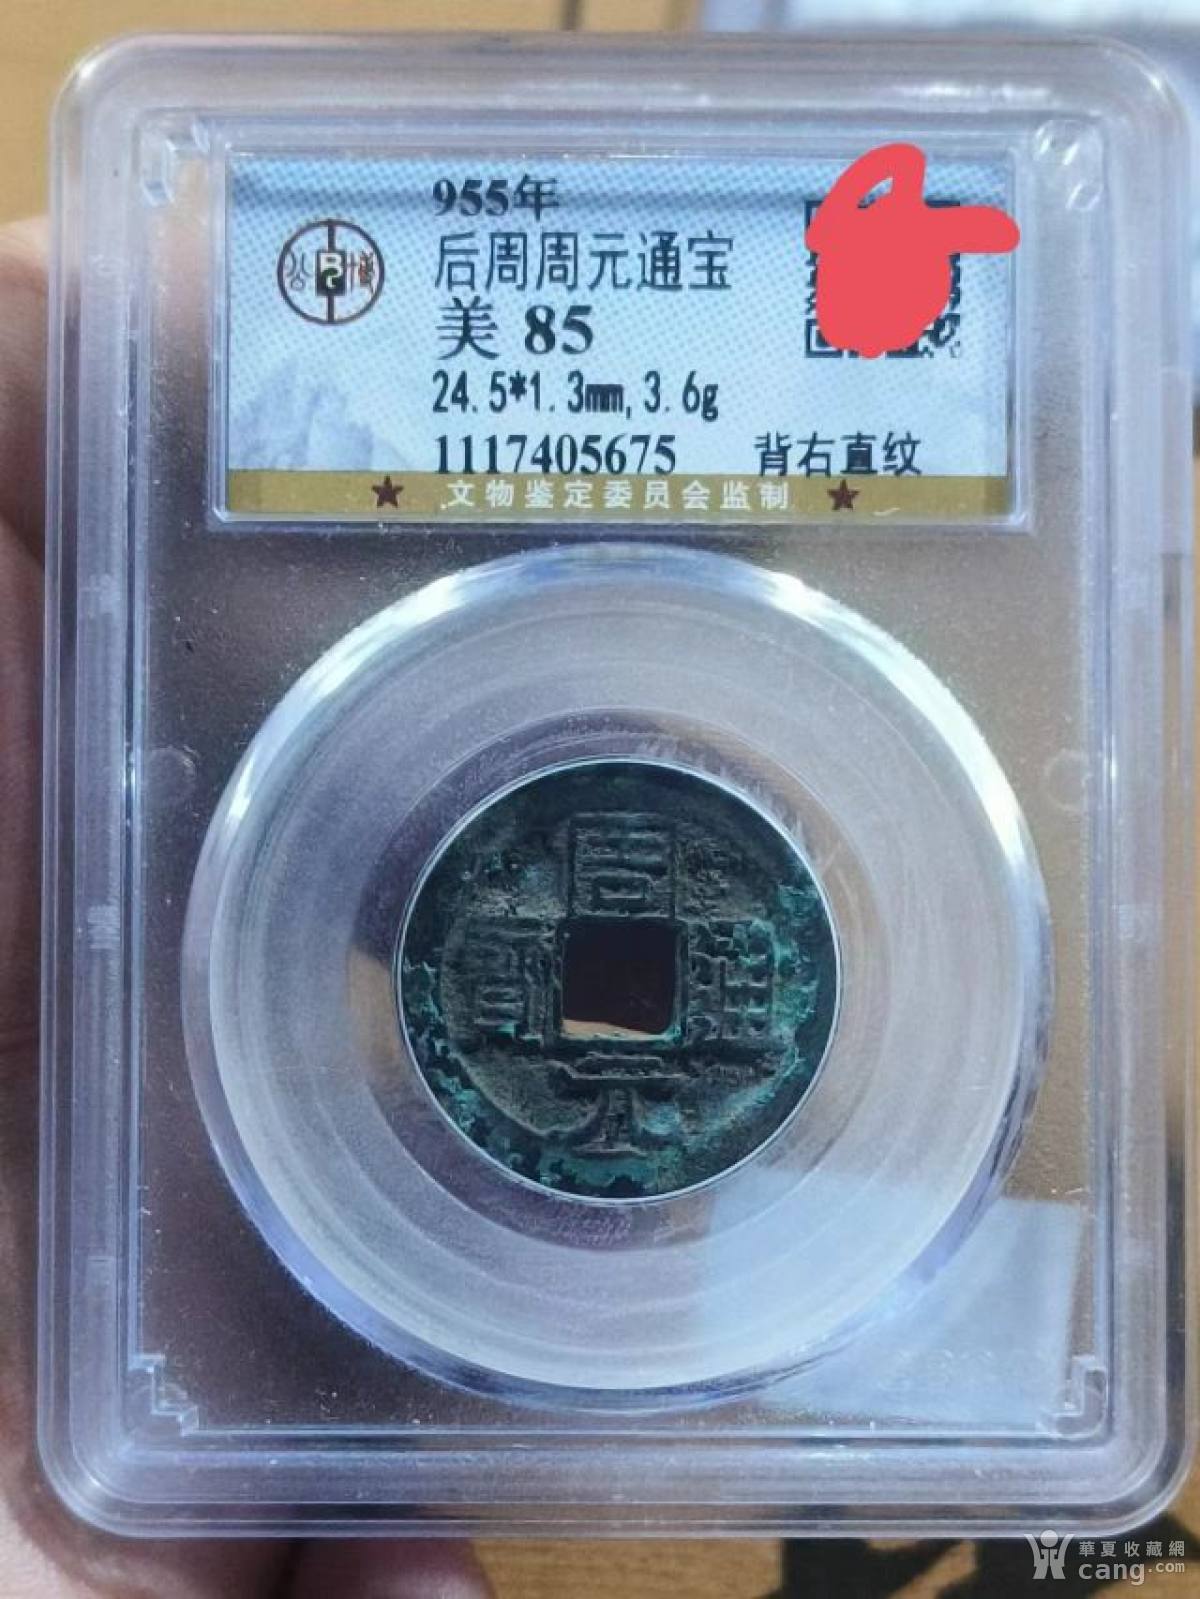 955年
后周周元通宝
美 85
24.5*1.3mm,3.6g
1117405675 背右直纹
文物鉴定委员会监制
公 博
周
元
華夏收藏網
cang.com